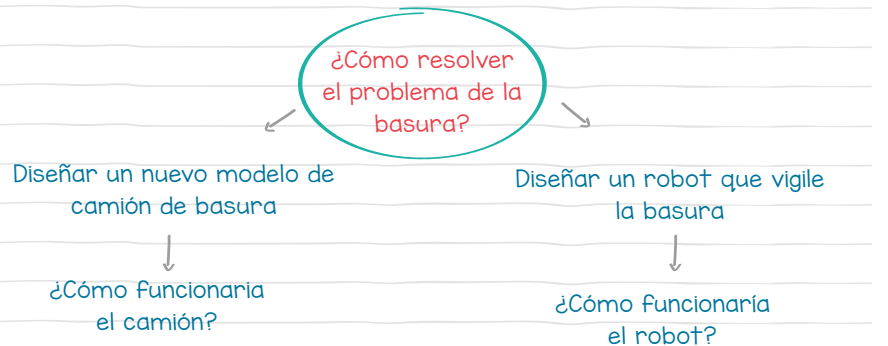 ¿Cómo resolver
el problema de la
basura?
Diseñar un nuevo modelo de
camión de basura
¿Cómo funcionaria
el camión?
Diseñar un robot que vigile
la basura
¿Cómo funcionaría
el robot?